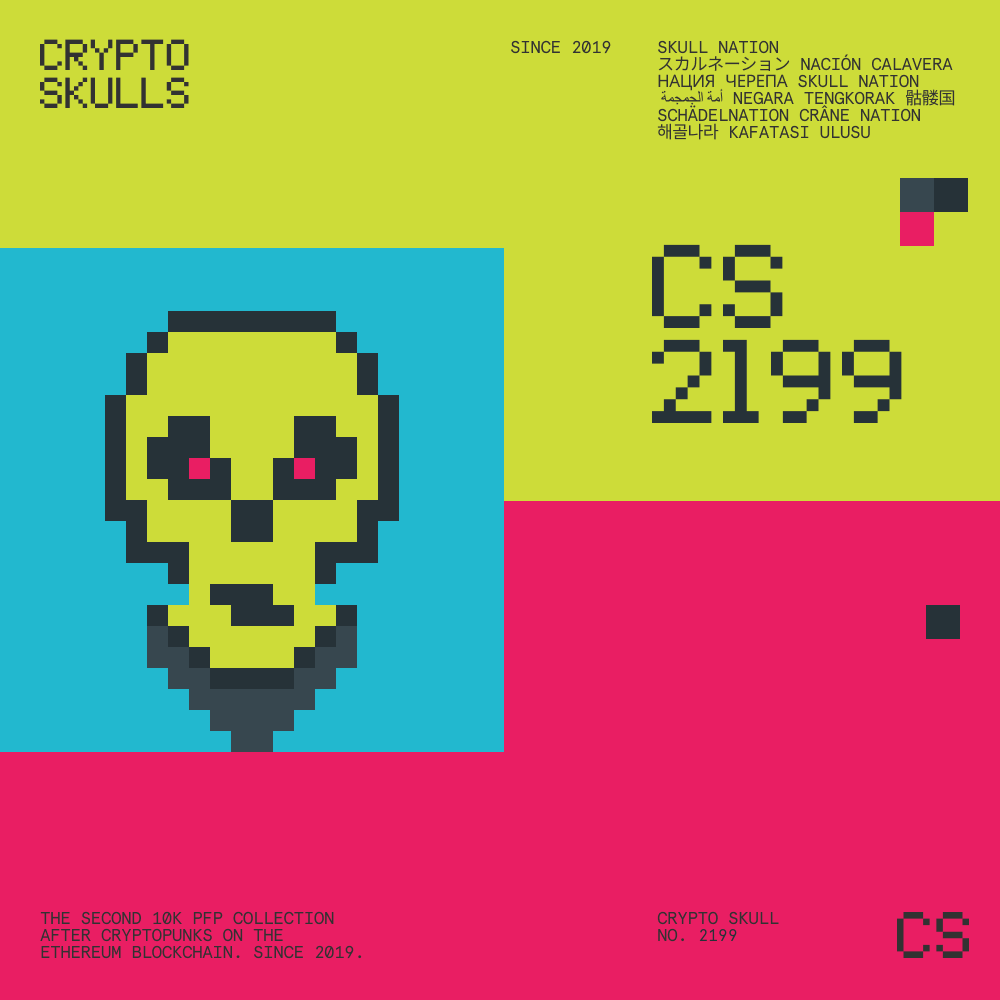 CRYPTO
SKULLS
SINCE 2019
SKULL NATION
スカルネーション NACIÓN CALAVERA
НАЦИЯ ЧЕРЕПА SKULL NATION
أمة الجمجمة NEGARA TENGKORAK 骷髅国
SCHÄDELNATION CRÂNE NATION
해골나라 KAFATASI ULUSU
CS
2199
THE SECOND 10K PFP COLLECTION
AFTER CRYPTOPUNKS ON THE
ETHEREUM BLOCKCHAIN. SINCE 2019.
CRYPTO SKULL
NO. 2199
CS